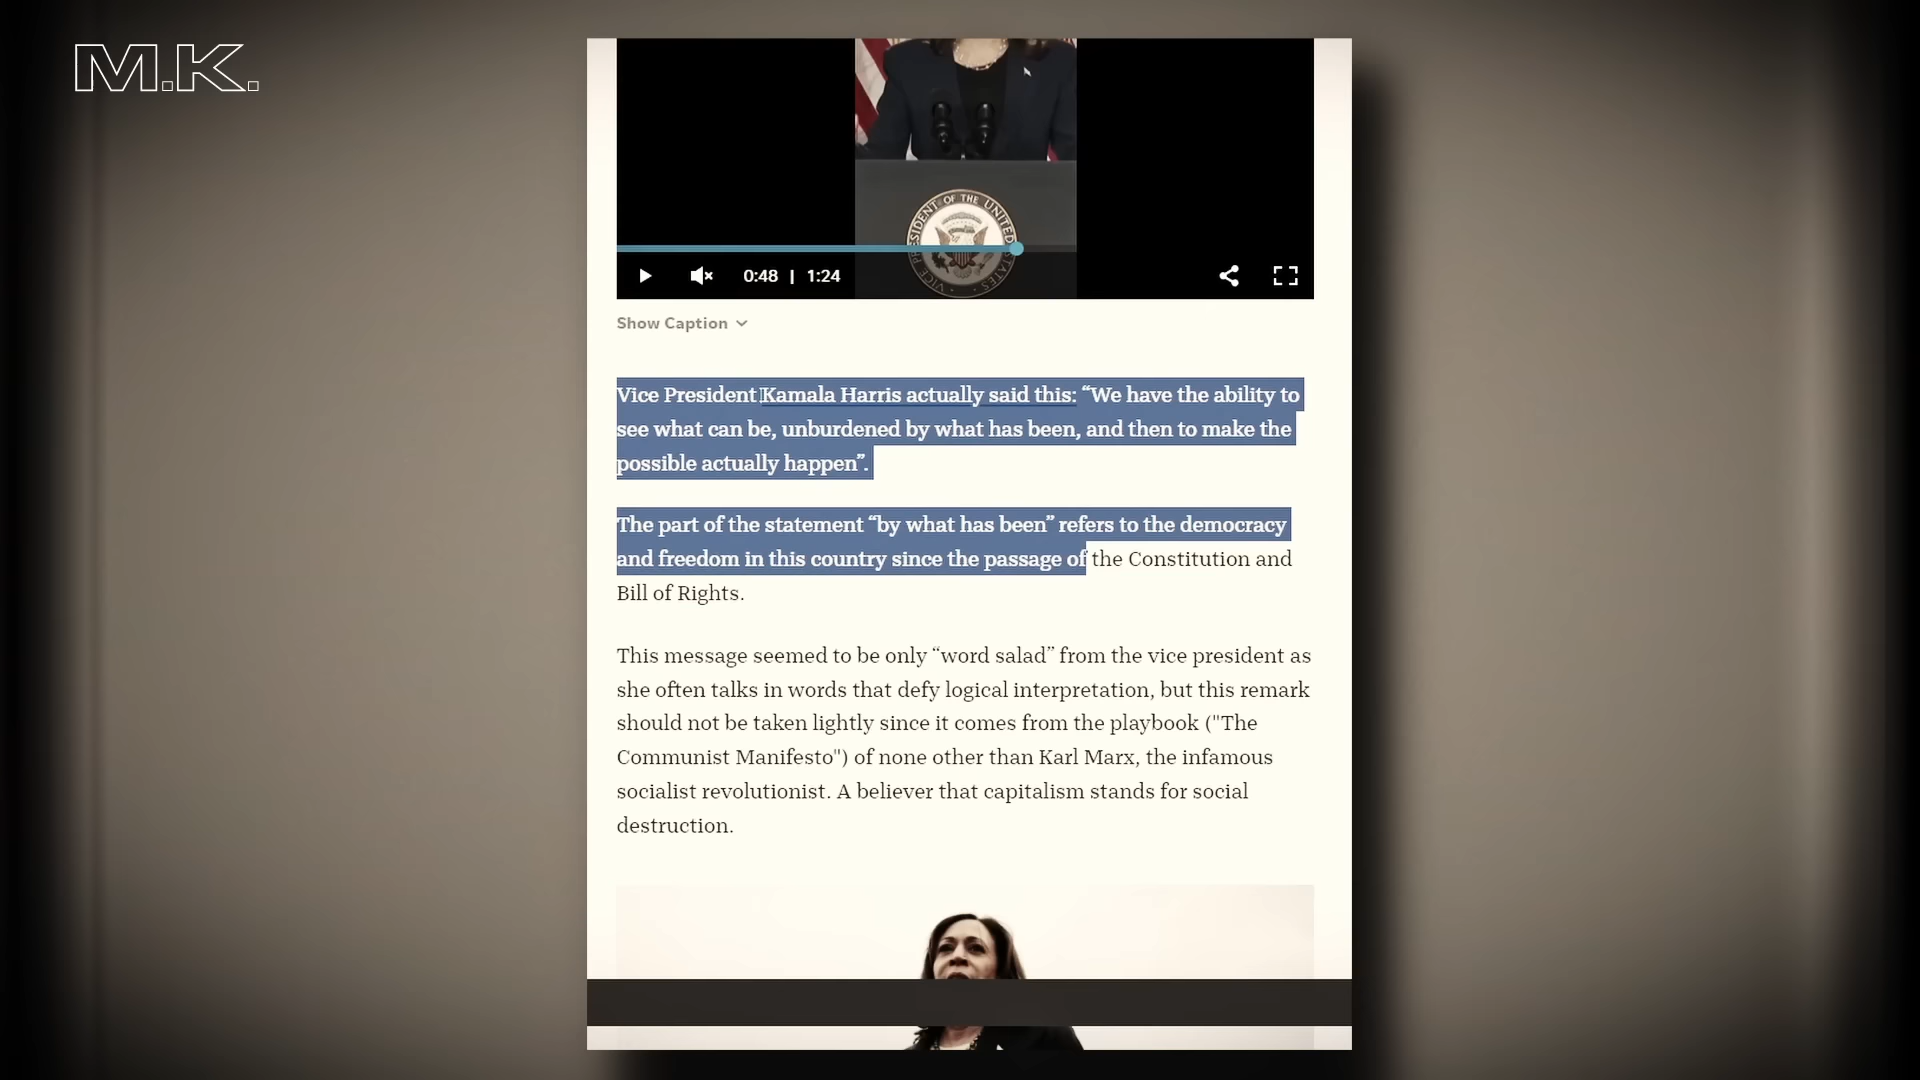 M.K.
VICE PRESIDENT OF THE UNITED STATES
0:48 | 1:24
Show Caption
Vice President Kamala Harris actually said this: “We have the ability to
see what can be, unburdened by what has been, and then to make the
possible actually happen”.
The part of the statement “by what has been” refers to the democracy
and freedom in this country since the passage of the Constitution and
Bill of Rights.
This message seemed to be only “word salad” from the vice president as
she often talks in words that defy logical interpretation, but this remark
should not be taken lightly since it comes from the playbook ("The
Communist Manifesto") of none other than Karl Marx, the infamous
socialist revolutionist. A believer that capitalism stands for social
destruction.